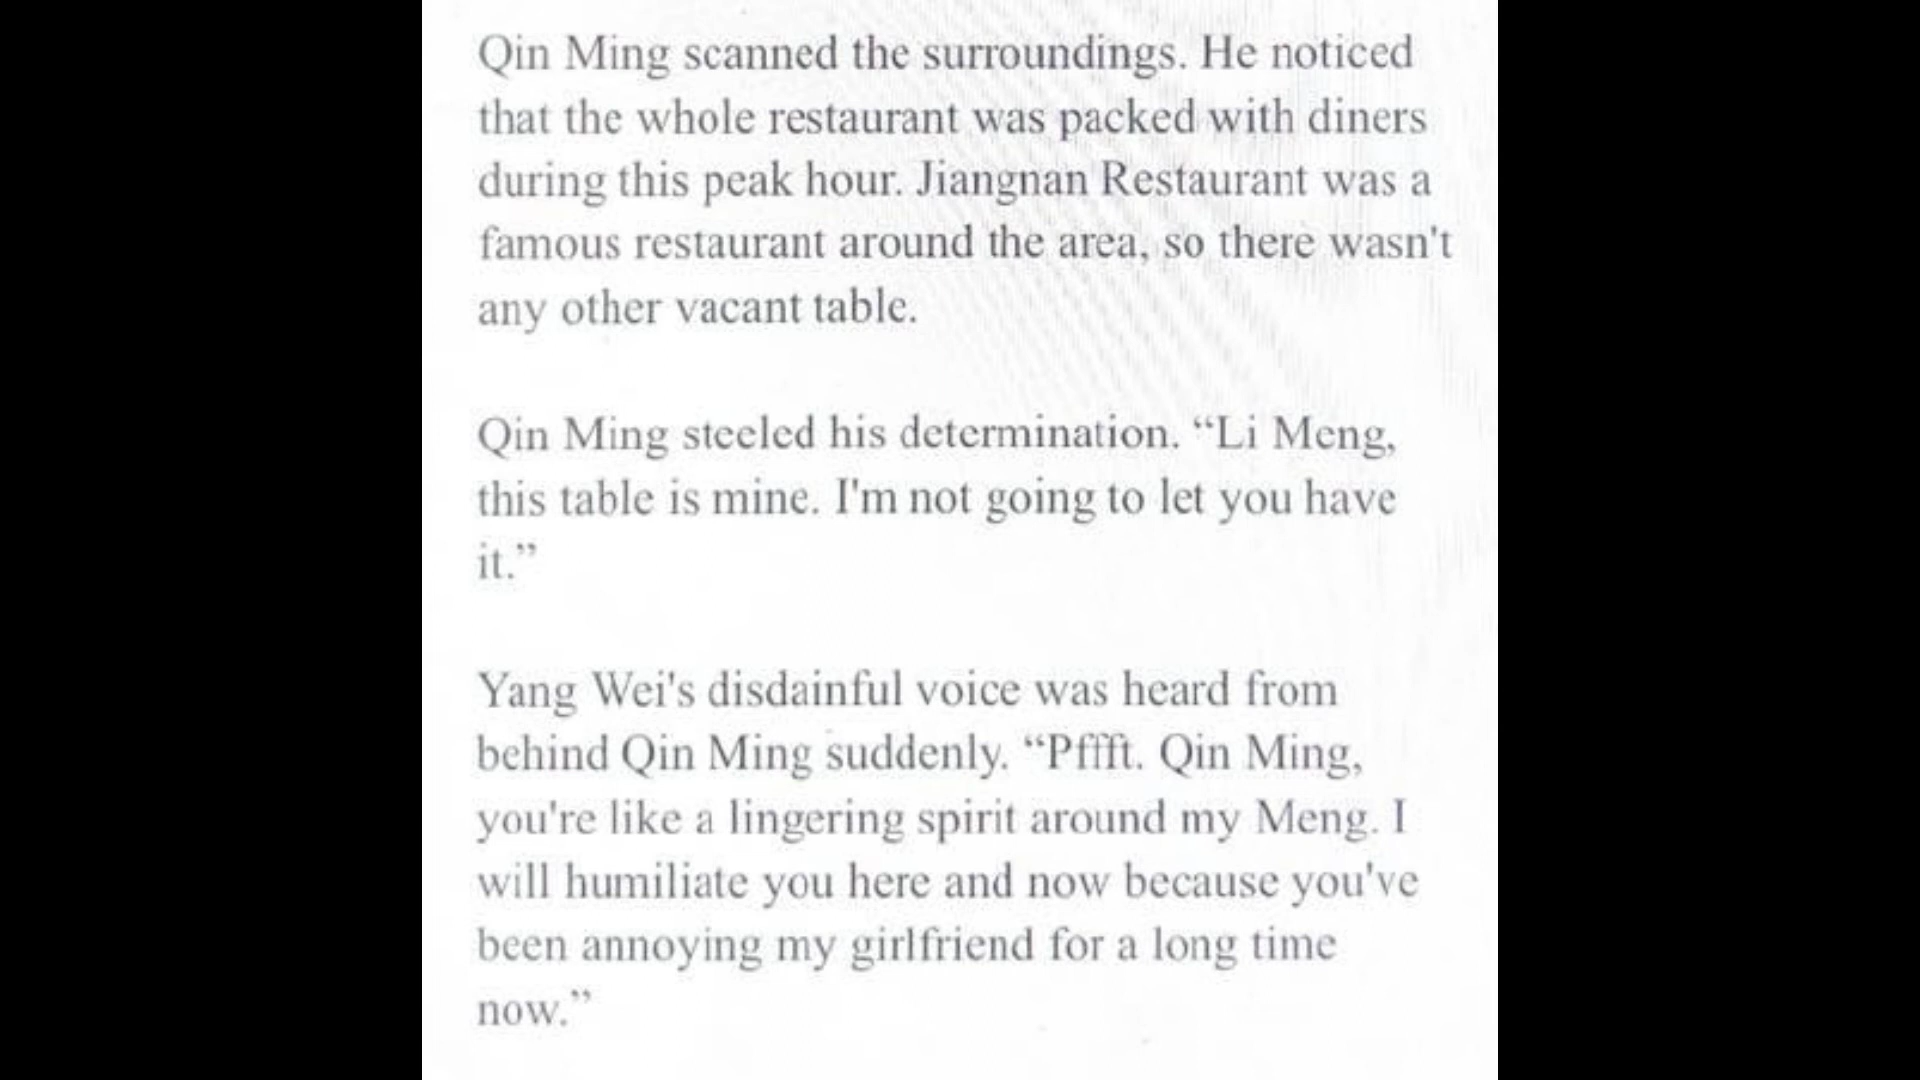 Qin Ming scanned the surroundings. He noticed
that the whole restaurant was packed with diners
during this peak hour. Jiangnan Restaurant was a
famous restaurant around the area, so there wasn't
any other vacant table.
Qin Ming steeled his determination. “Li Meng,
this table is mine. I'm not going to let you have
it.”
Yang Wei's disdainful voice was heard from
behind Qin Ming suddenly. “Pffft. Qin Ming,
you're like a lingering spirit around my Meng. I
will humiliate you here and now because you've
been annoying my girlfriend for a long time
now.”